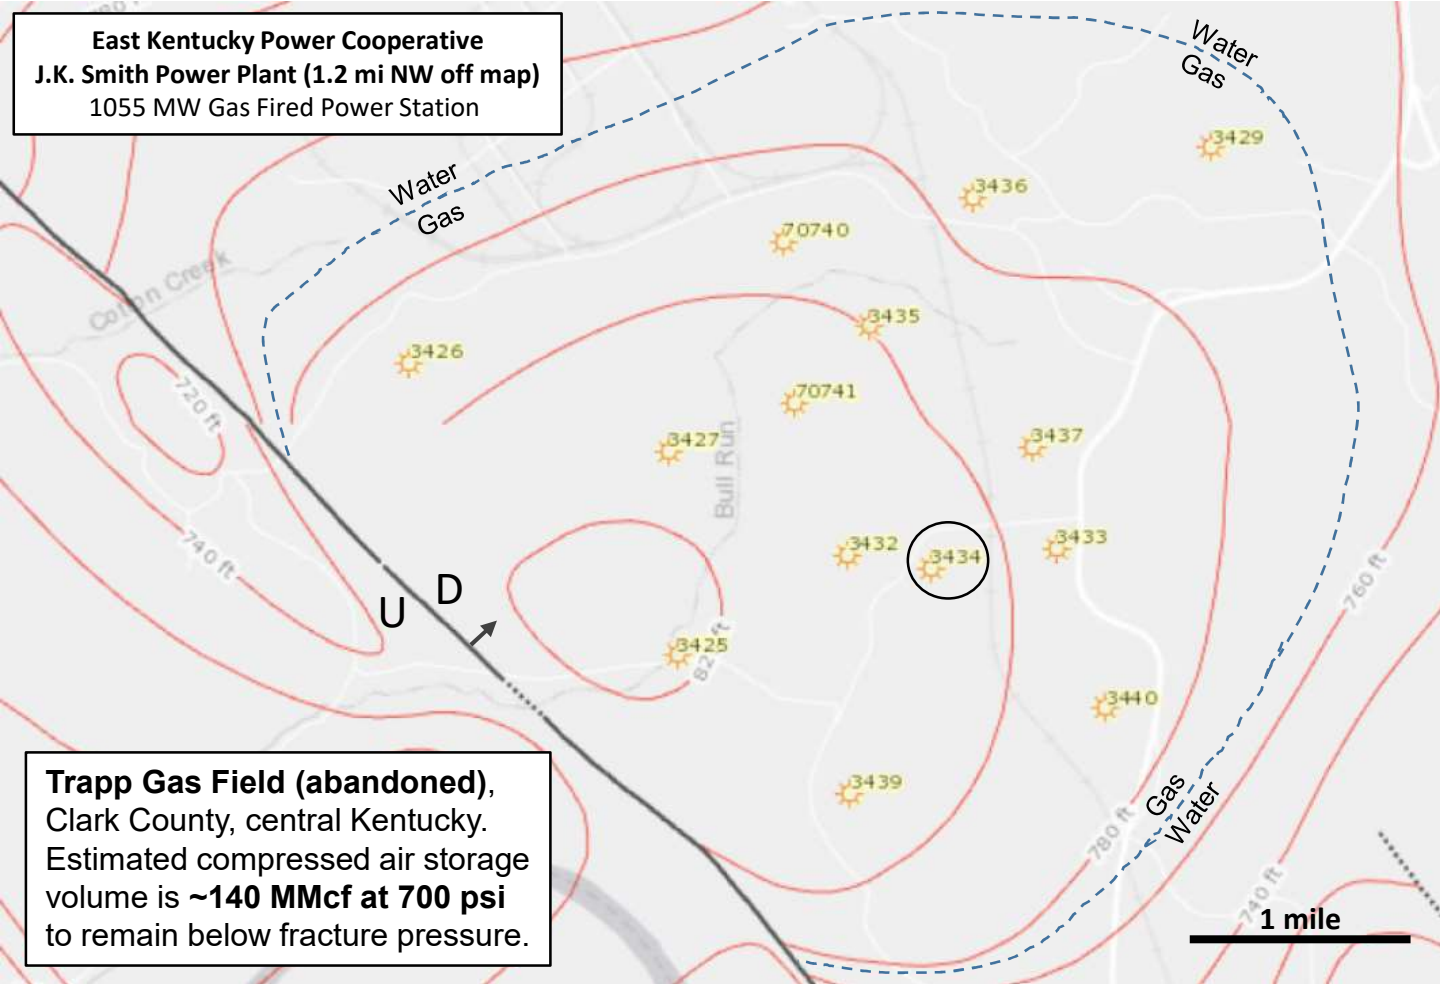 East Kentucky Power Cooperative
J.K. Smith Power Plant (1.2 mi NW off map)
1055 MW Gas Fired Power Station
Water
Gas
3429
3436
Water
Gas
70740
Cotton Creek
3435
3426
70741
720 ft
3427
3437
Bull Run
740 ft
3432
3434
3433
D
U
760 ft
3425
3440
Trapp Gas Field (abandoned),
Clark County, central Kentucky.
Estimated compressed air storage
volume is ~140 MMcf at 700 psi
to remain below fracture pressure.
3439
Gas
Water
780 ft
740 ft
1 mile